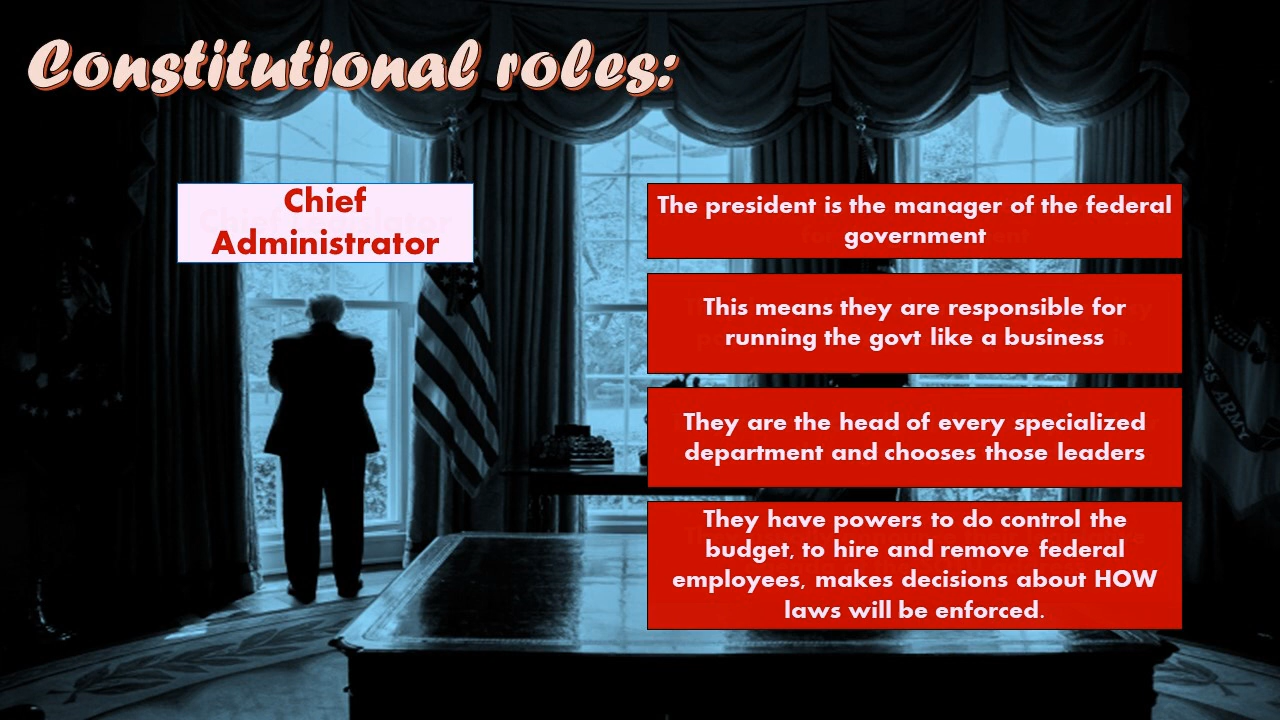 Constitutional roles:
Chief
Administrator
The president is the manager of the federal
government
This means they are responsible for
running the govt like a business
They are the head of every specialized
department and chooses those leaders
They have powers to do control the
budget, to hire and remove federal
employees, makes decisions about HOW
laws will be enforced.
ES ARMY